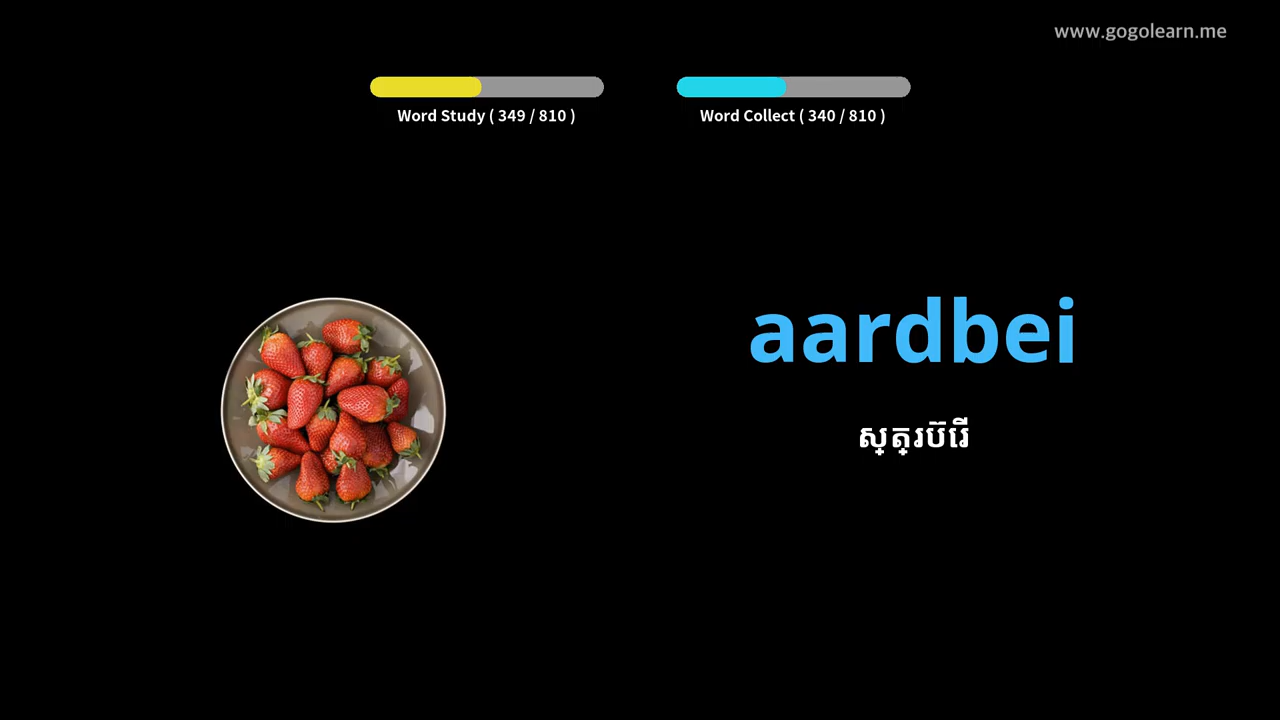 www.gogolearn.me
Word Study ( 349 / 810 )
Word Collect ( 340 / 810 )
aardbei
ស្ត្រប៊េរី